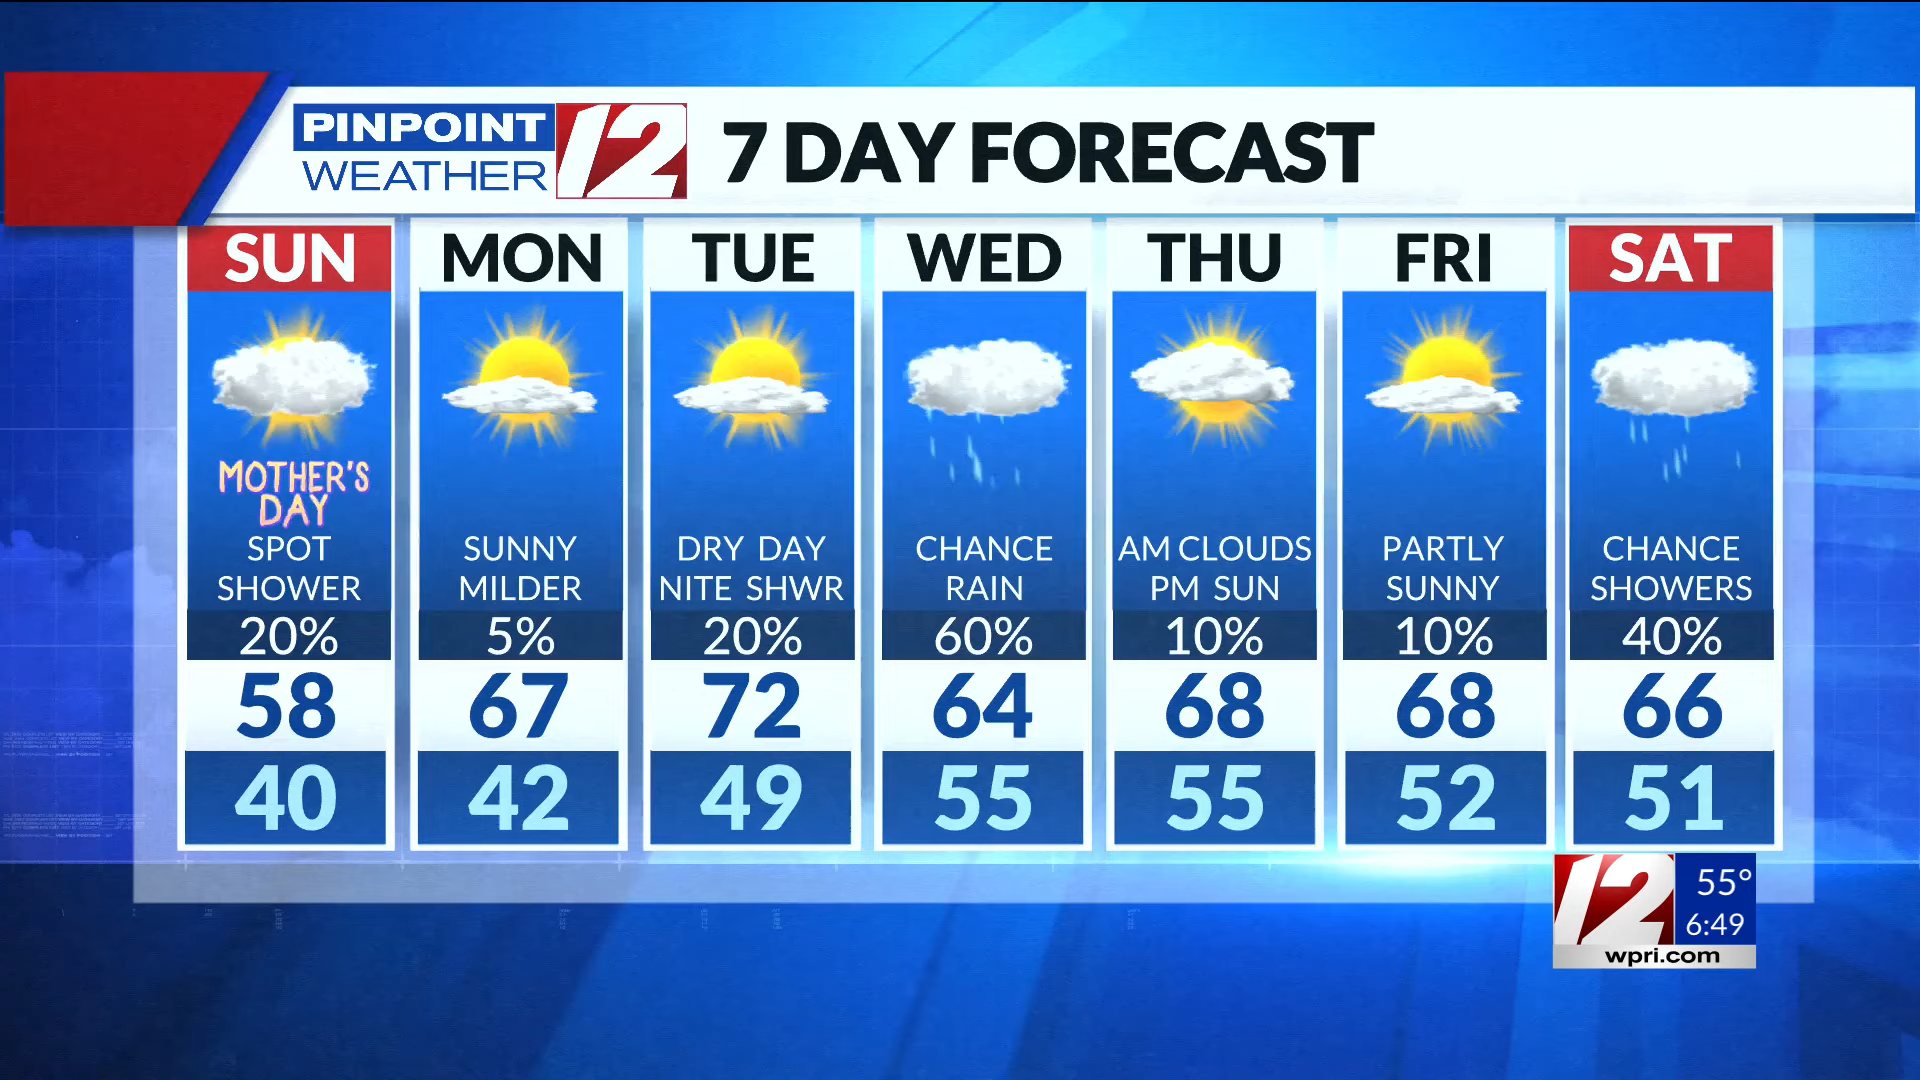 PINPOINT
WEATHER 12
7 DAY FORECAST
SUN MON TUE WED THU FRI SAT
MOTHER'S
DAY
SPOT
SHOWER
20%
58
40
SUNNY
MILDER
5%
67
42
DRY DAY
NITE SHWR
20%
72
49
CHANCE
RAIN
60%
64
55
AM CLOUDS
PM SUN
10%
68
55
PARTLY
SUNNY
10%
68
52
CHANCE
SHOWERS
40%
66
51
12
55°
6:49
wpri.com